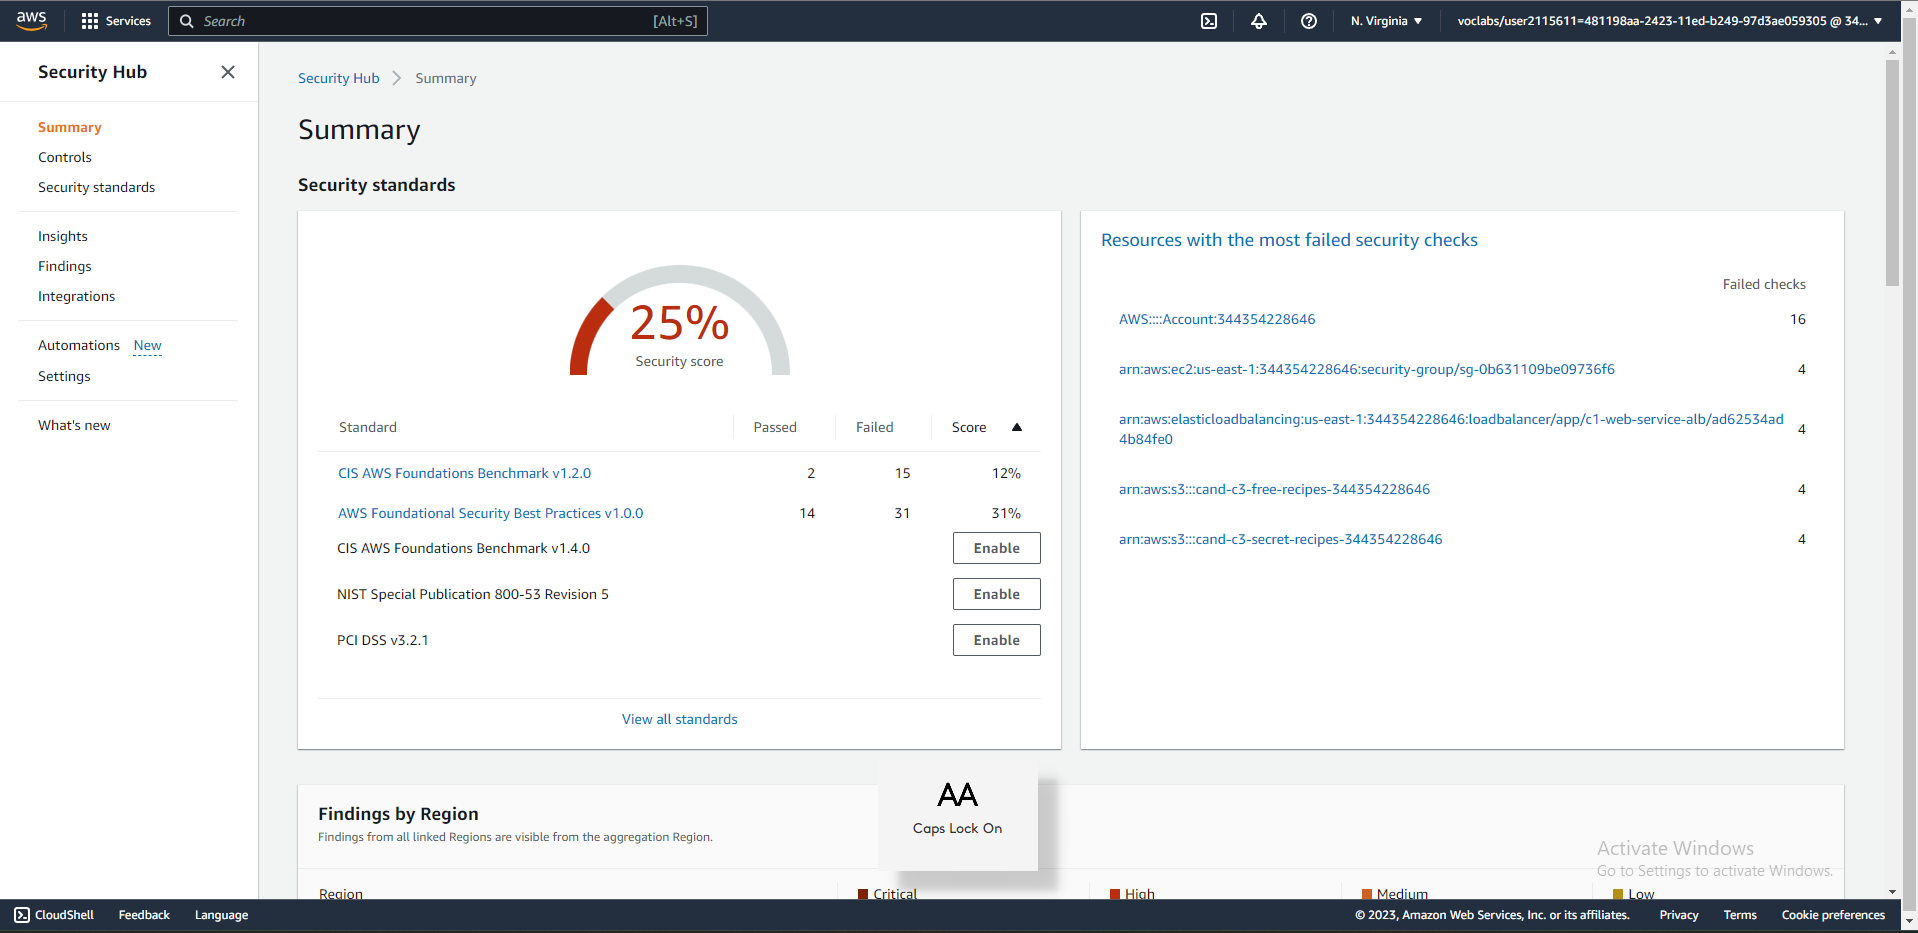 aws
Services
Search
[Alt+S]
N. Virginia
voclabs/user2115611=481198aa-2423-11ed-b249-97d3ae059305 @ 34...
Security Hub
Summary
Controls
Security standards
Insights
Findings
Integrations
Automations New
Settings
What's new
Security Hub
Summary
Summary
Security standards
25%
Security score
Standard Passed Failed Score
CIS AWS Foundations Benchmark v1.2.0 2 15 12%
AWS Foundational Security Best Practices v1.0.0 14 31 31%
CIS AWS Foundations Benchmark v1.4.0 Enable
NIST Special Publication 800-53 Revision 5 Enable
PCI DSS v3.2.1 Enable
View all standards
Resources with the most failed security checks
Failed checks
AWS::::Account:344354228646 16
arn:aws:ec2:us-east-1:344354228646:security-group/sg-0b631109be09736f6 4
arn:aws:elasticloadbalancing:us-east-1:344354228646:loadbalancer/app/c1-web-service-alb/ad62534ad
4b84fe0 4
arn:aws:s3:::cand-c3-free-recipes-344354228646 4
arn:aws:s3:::cand-c3-secret-recipes-344354228646 4
Findings by Region
Findings from all linked Regions are visible from the aggregation Region.
AA
Caps Lock On
Activate Windows
Go to Settings to activate Windows.
Region Critical High Medium Low
CloudShell Feedback Language
© 2023, Amazon Web Services, Inc. or its affiliates. Privacy Terms Cookie preferences